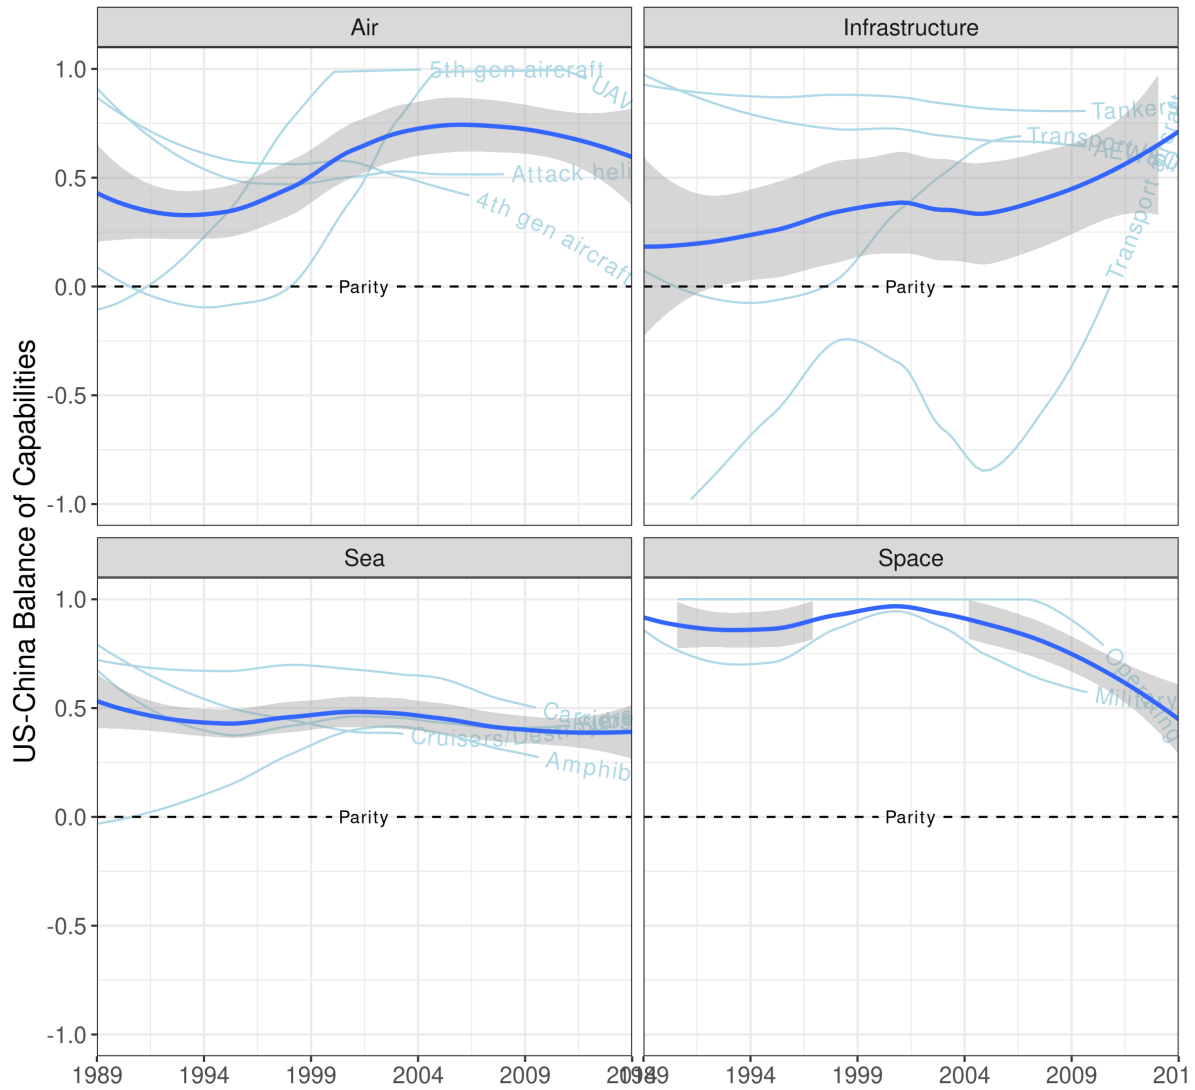 Air
Infrastructure
1.0
0.5
0.0
-0.5
-1.0
5th gen aircraft
UAV
Attack heli
4th gen aircraft
Parity
Tankers
Transport
Transport
Parity
US-China Balance of Capabilities
Sea
Space
1.0
0.5
0.0
-0.5
-1.0
Carriers
Cruisers/Destroyers
Amphib
Parity
Military
Parity
1989
1994
1999
2004
2009
1994
1999
2004
2009
201